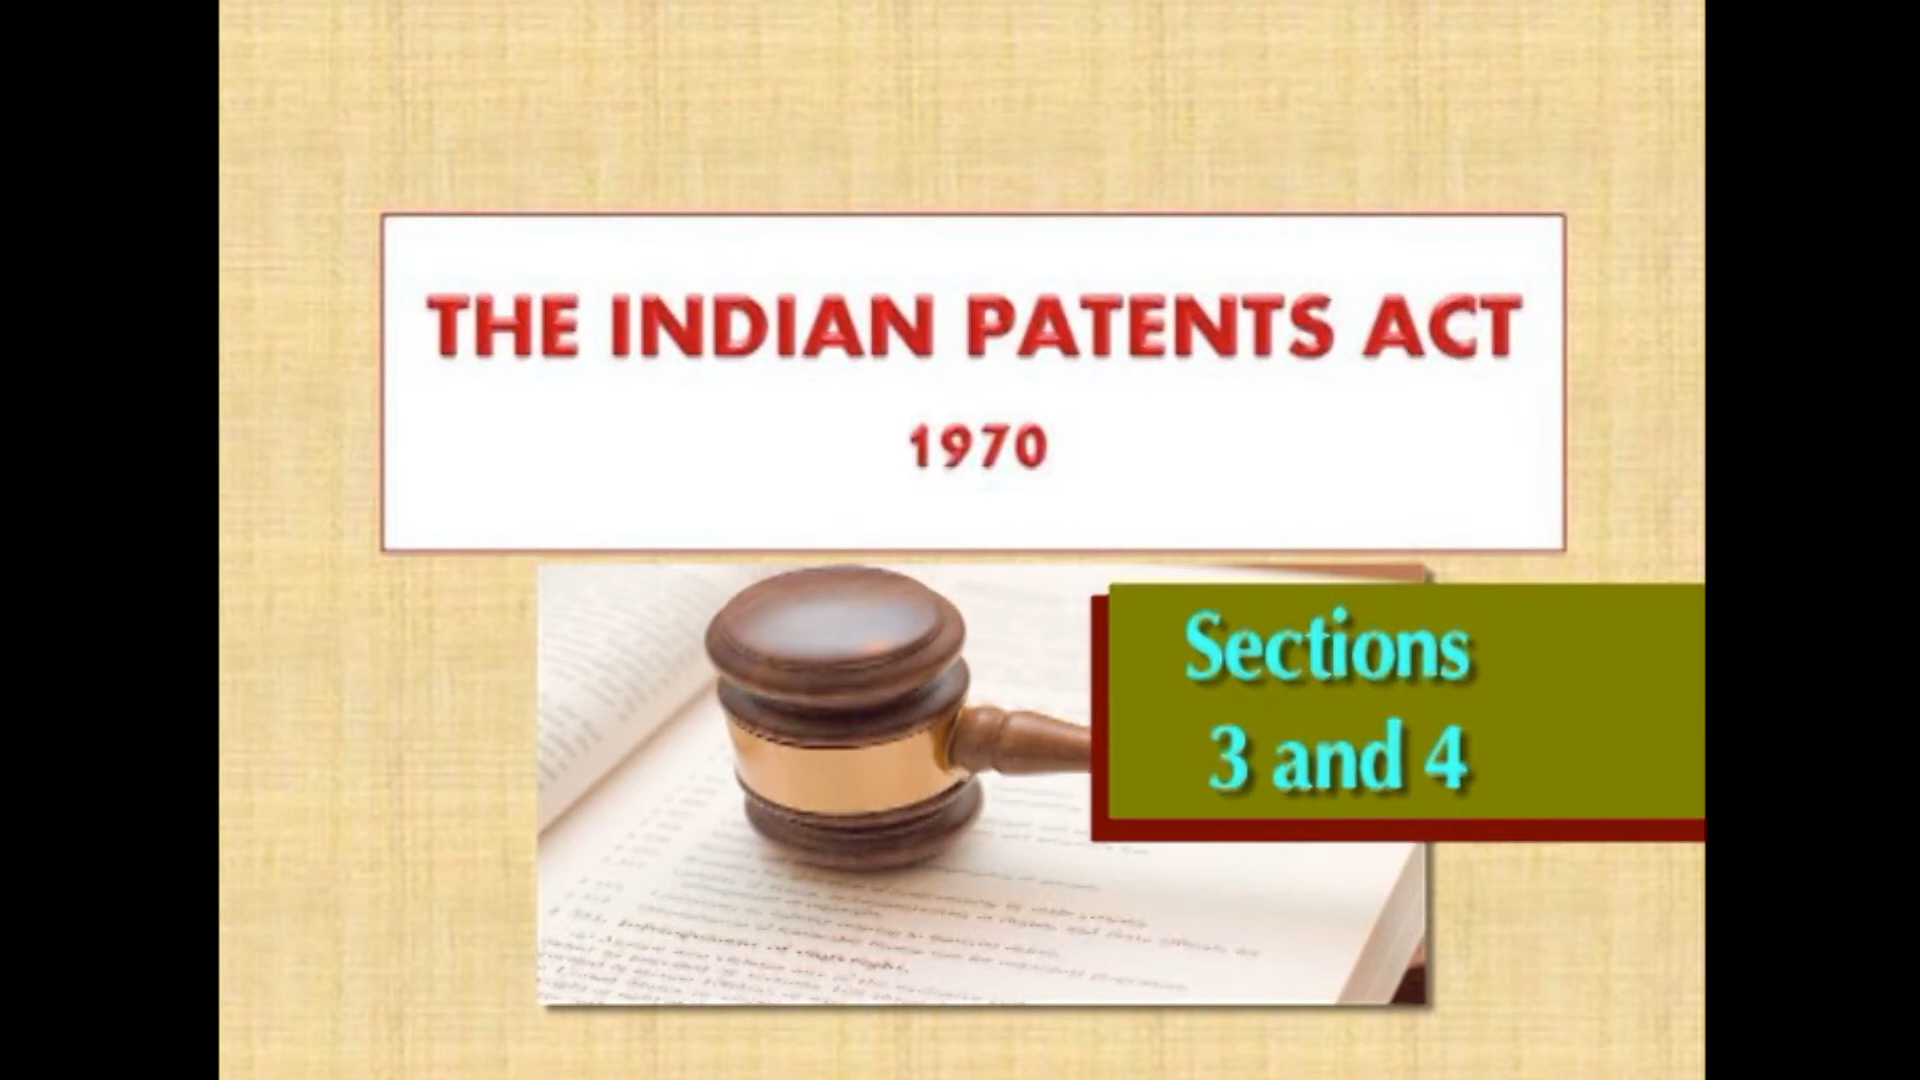 THE INDIAN PATENTS ACT
1970
Sections
3 and 4